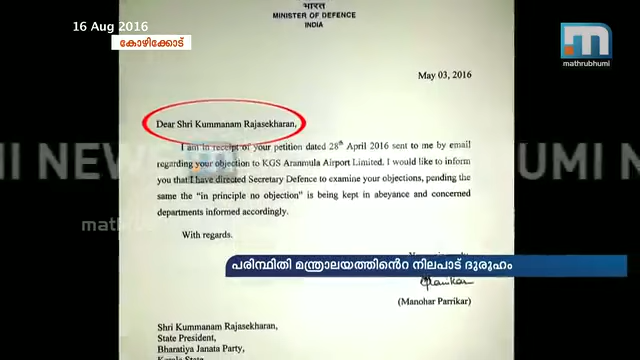 भारत
MINISTER OF DEFENCE
INDIA
16 Aug 2016
കോഴിക്കോട്
mathrubhumi
May 03, 2016
Dear Shri Kummanam Rajasekharan,
I am in receipt of your petition dated 28th April 2016 sent to me by email
regarding your objection to KGS Aranmula Airport Limited. I would like to inform
you that I have directed Secretary Defence to examine your objections, pending the
same the "in principle no objection" is being kept in abeyance and concerned
departments informed accordingly.
With regards.
പരിസ്ഥിതി മന്ത്രാലയത്തിൻെറ നിലപാട് ദുരൂഹം
(Manohar Parrikar)
Shri Kummanam Rajasekharan,
State President,
Bharatiya Janata Party,
Kerala State